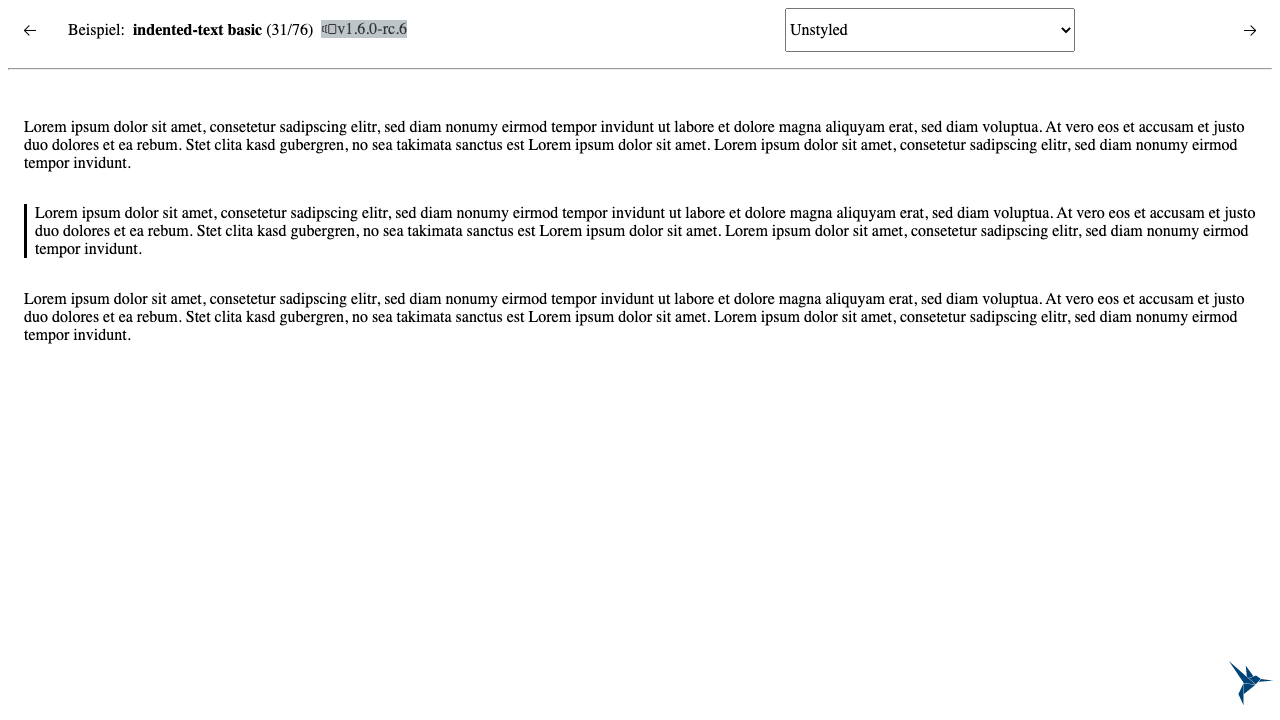 Beispiel: indented-text basic (31/76) v1.6.0-rc.6 Unstyled
Lorem ipsum dolor sit amet, consetetur sadipscing elitr, sed diam nonumy eirmod tempor invidunt ut labore et dolore magna aliquyam erat, sed diam voluptua. At vero eos et accusam et justo
duo dolores et ea rebum. Stet clita kasd gubergren, no sea takimata sanctus est Lorem ipsum dolor sit amet. Lorem ipsum dolor sit amet, consetetur sadipscing elitr, sed diam nonumy eirmod
tempor invidunt.
Lorem ipsum dolor sit amet, consetetur sadipscing elitr, sed diam nonumy eirmod tempor invidunt ut labore et dolore magna aliquyam erat, sed diam voluptua. At vero eos et accusam et justo
duo dolores et ea rebum. Stet clita kasd gubergren, no sea takimata sanctus est Lorem ipsum dolor sit amet. Lorem ipsum dolor sit amet, consetetur sadipscing elitr, sed diam nonumy eirmod
tempor invidunt.
Lorem ipsum dolor sit amet, consetetur sadipscing elitr, sed diam nonumy eirmod tempor invidunt ut labore et dolore magna aliquyam erat, sed diam voluptua. At vero eos et accusam et justo
duo dolores et ea rebum. Stet clita kasd gubergren, no sea takimata sanctus est Lorem ipsum dolor sit amet. Lorem ipsum dolor sit amet, consetetur sadipscing elitr, sed diam nonumy eirmod
tempor invidunt.